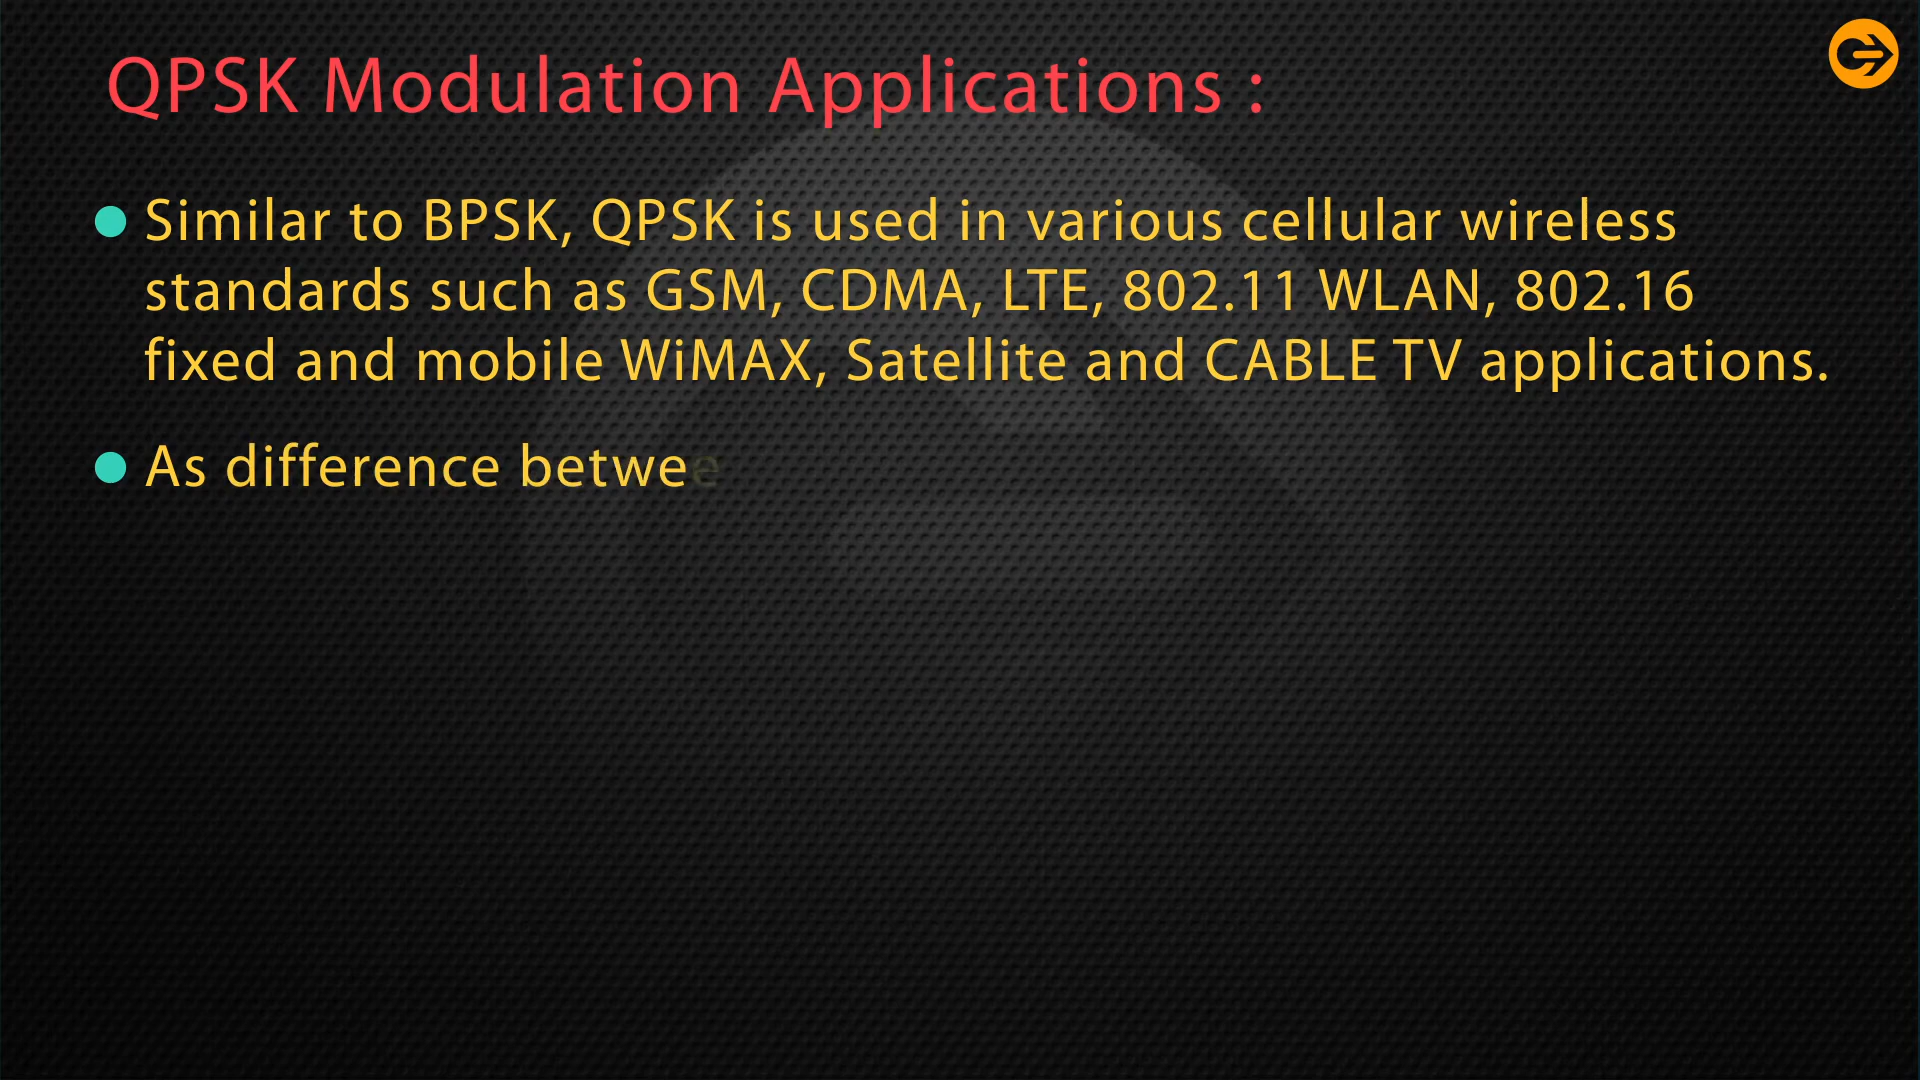 QPSK Modulation Applications :
Similar to BPSK, QPSK is used in various cellular wireless
standards such as GSM, CDMA, LTE, 802.11 WLAN, 802.16
fixed and mobile WiMAX, Satellite and CABLE TV applications.
As difference betwee